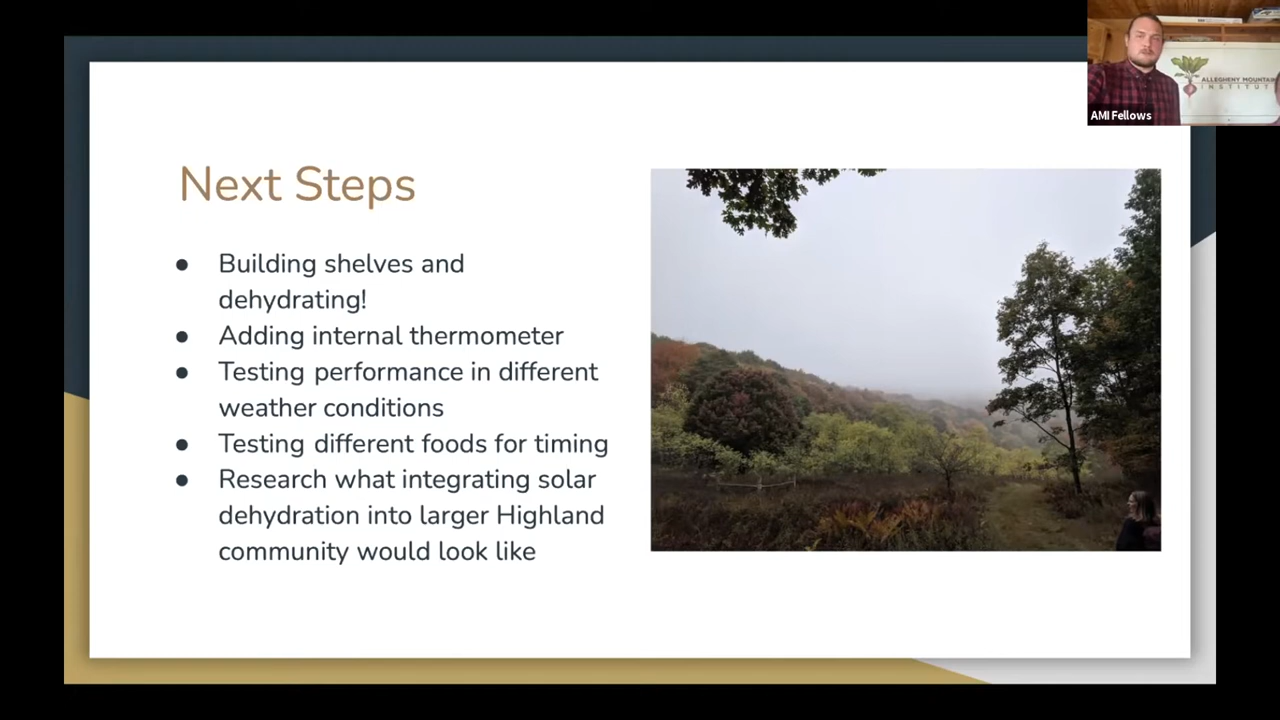 Next Steps
● Building shelves and
dehydrating!
● Adding internal thermometer
● Testing performance in different
weather conditions
● Testing different foods for timing
● Research what integrating solar
dehydration into larger Highland
community would look like
ALLEGHENY MOUNTAIN
INSTITUT
AMI Fellows